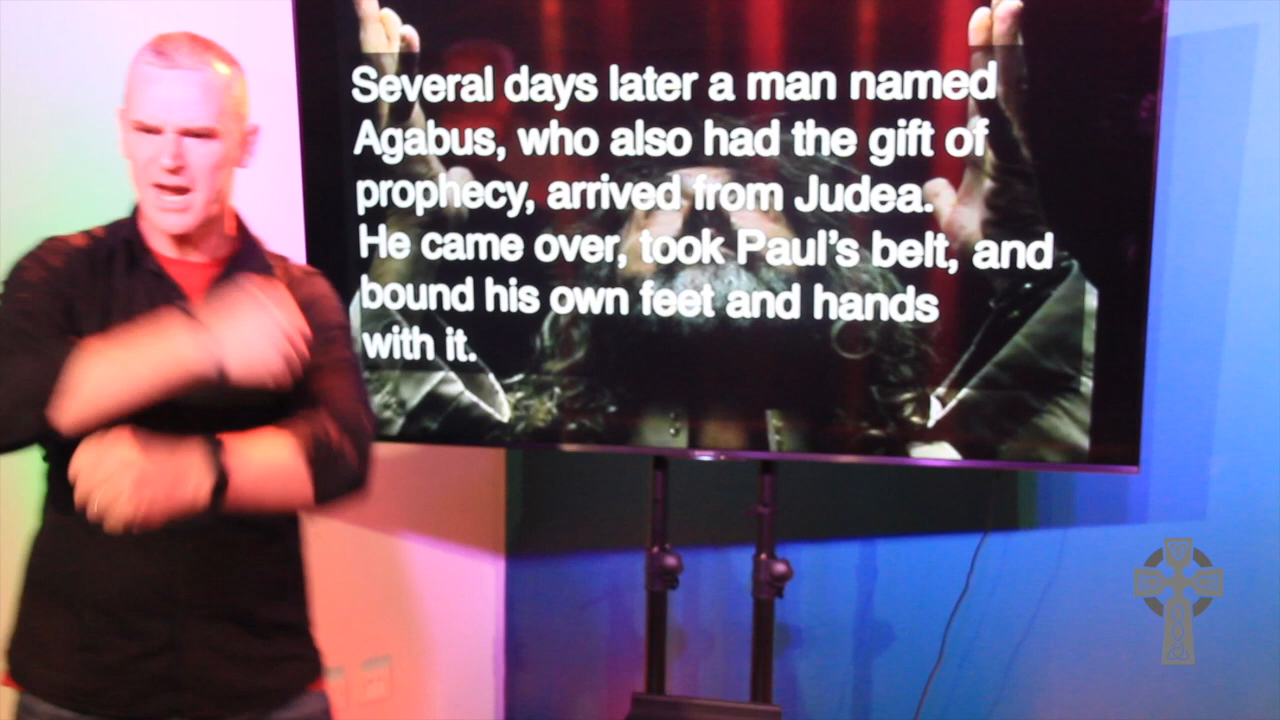 Several days later a man named
Agabus, who also had the gift of
prophecy, arrived from Judea.
He came over, took Paul’s belt, and
bound his own feet and hands
with it.